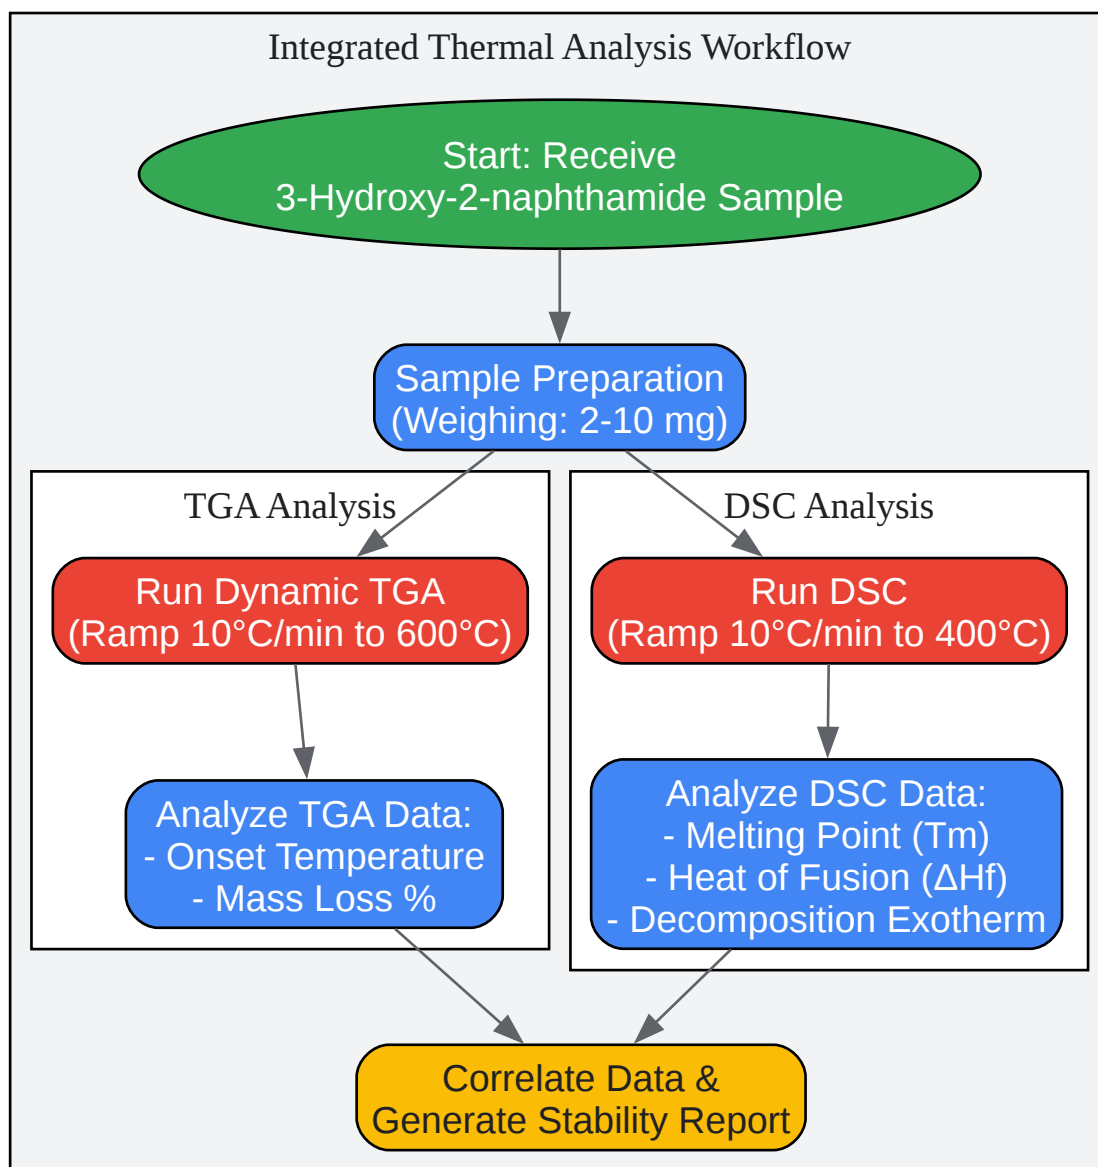 Integrated Thermal Analysis Workflow
Start: Receive
3-Hydroxy-2-naphthamide Sample
Sample Preparation
(Weighing: 2-10 mg)
TGA Analysis
Run Dynamic TGA
(Ramp 10°C/min to 600°C)
Analyze TGA Data:
- Onset Temperature
- Mass Loss %
DSC Analysis
Run DSC
(Ramp 10°C/min to 400°C)
Analyze DSC Data:
- Melting Point (Tm)
- Heat of Fusion (ΔHf)
- Decomposition Exotherm
Correlate Data &
Generate Stability Report